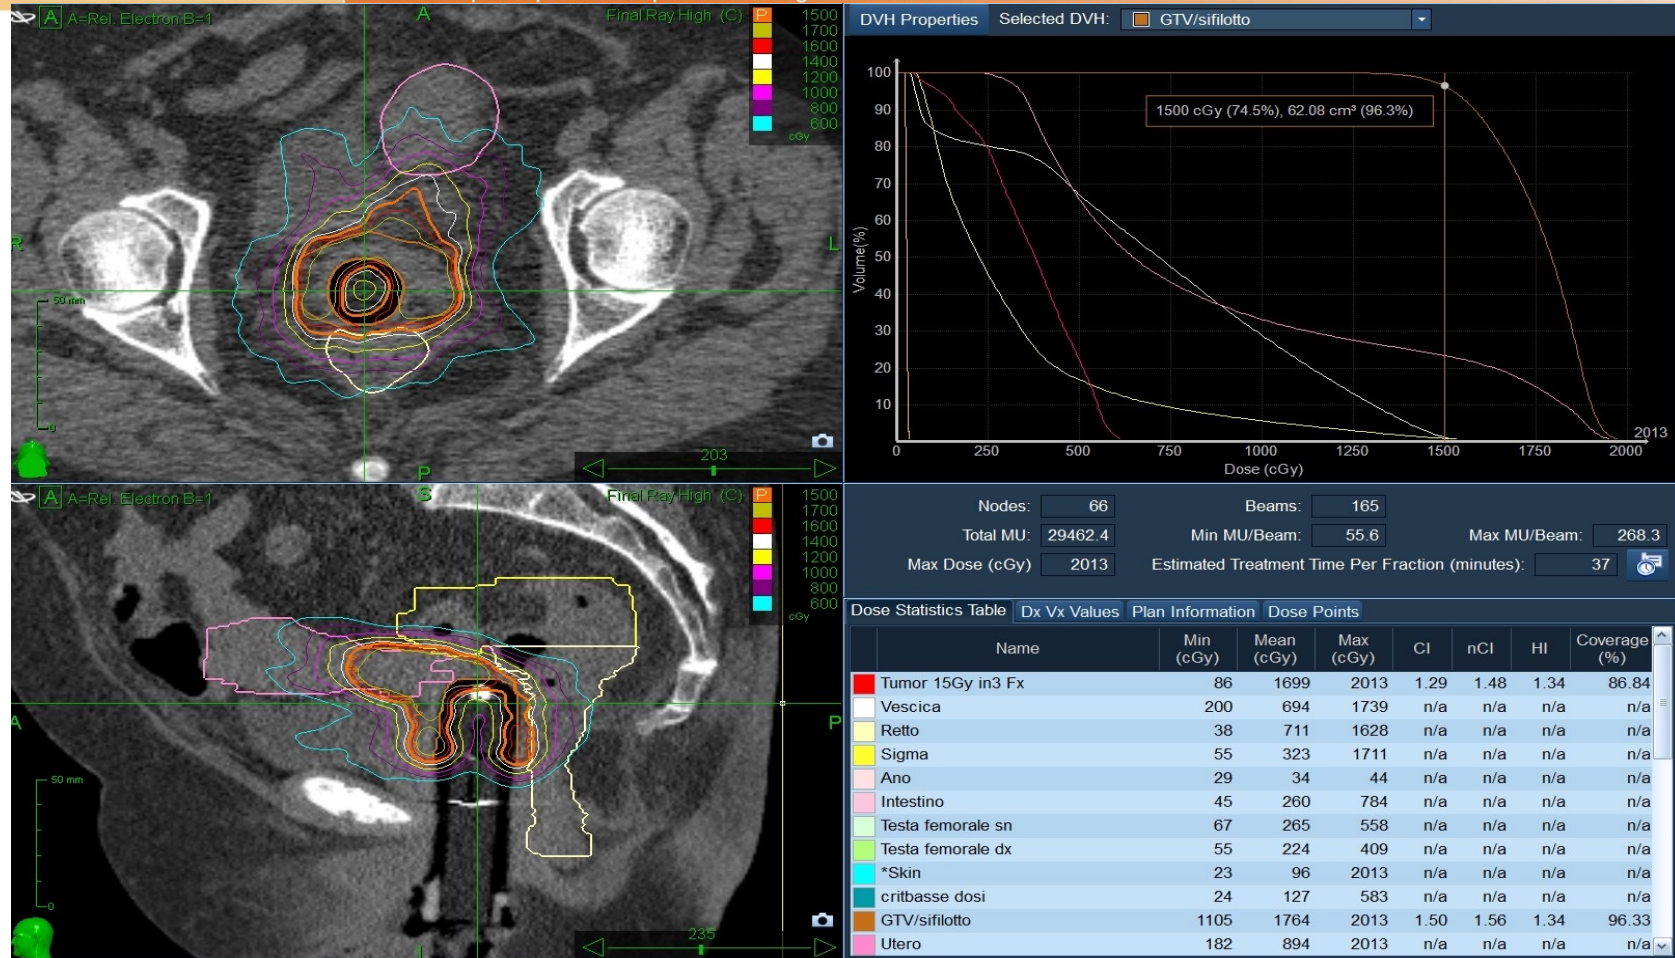 A A=Rel. Electron B=1
A
Final Ray High (C)
P 1500
1700
1600
1400
1200
1000
800
600
cGy
R
L
50 mm
0
P
203
A A=Rel. Electron B=1
S
Final Ray High (C)
P 1500
1700
1600
1400
1200
1000
800
600
cGy
A
P
50 mm
0
I
235
DVH Properties Selected DVH: GTV/sifilotto
1500 cGy (74.5%), 62.08 cm³ (96.3%)
Volume(%)
100
90
80
70
60
50
40
30
20
10
2013
0 250 500 750 1000 1250 1500 1750 2000
Dose (cGy)
Nodes: 66 Beams: 165
Total MU: 29462.4 Min MU/Beam: 55.6 Max MU/Beam: 268.3
Max Dose (cGy) 2013 Estimated Treatment Time Per Fraction (minutes): 37
Dose Statistics Table Dx Vx Values Plan Information Dose Points
Name Min (cGy) Mean (cGy) Max (cGy) CI nCI HI Coverage (%)
Tumor 15Gy in3 Fx 86 1699 2013 1.29 1.48 1.34 86.84
Vescica 200 694 1739 n/a n/a n/a n/a
Retto 38 711 1628 n/a n/a n/a n/a
Sigma 55 323 1711 n/a n/a n/a n/a
Ano 29 34 44 n/a n/a n/a n/a
Intestino 45 260 784 n/a n/a n/a n/a
Testa femorale sn 67 265 558 n/a n/a n/a n/a
Testa femorale dx 55 224 409 n/a n/a n/a n/a
*Skin 23 96 2013 n/a n/a n/a n/a
critbasse dosi 24 127 583 n/a n/a n/a n/a
GTV/sifilotto 1105 1764 2013 1.50 1.56 1.34 96.33
Utero 182 894 2013 n/a n/a n/a n/a